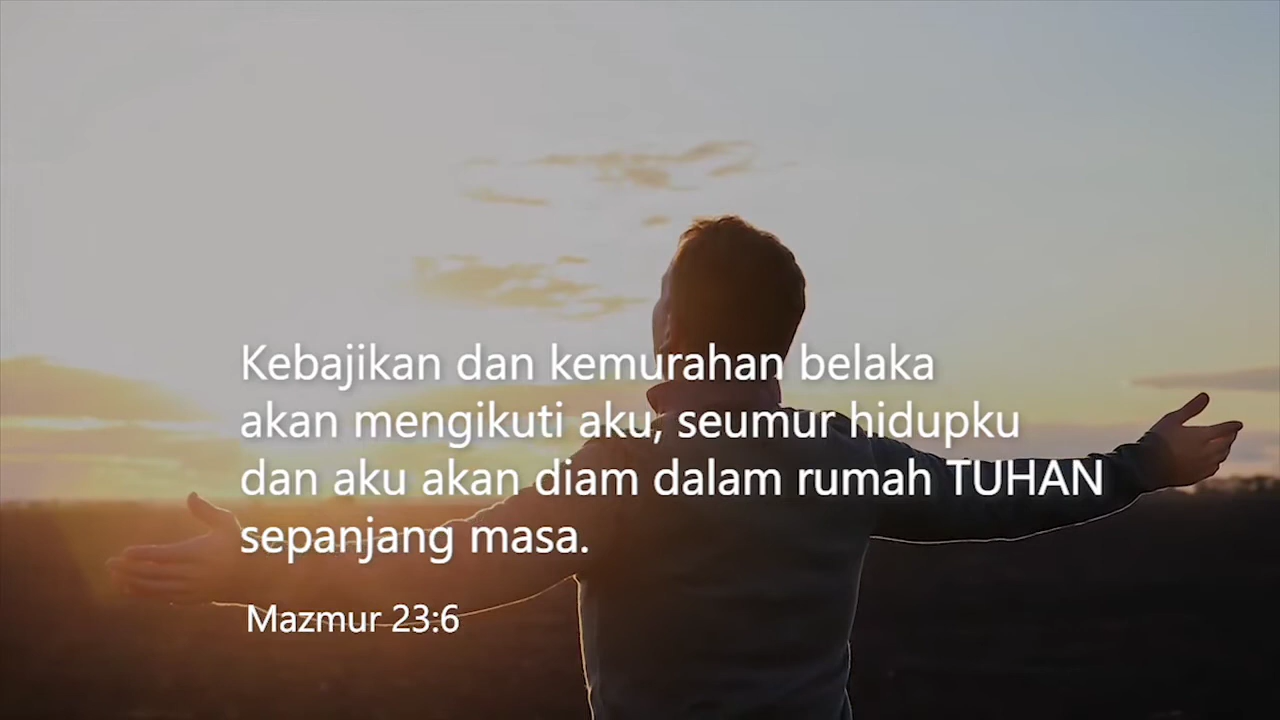 Kebajikan dan kemurahan belaka
akan mengikuti aku, seumur hidupku
dan aku akan diam dalam rumah TUHAN
sepanjang masa.
Mazmur 23:6